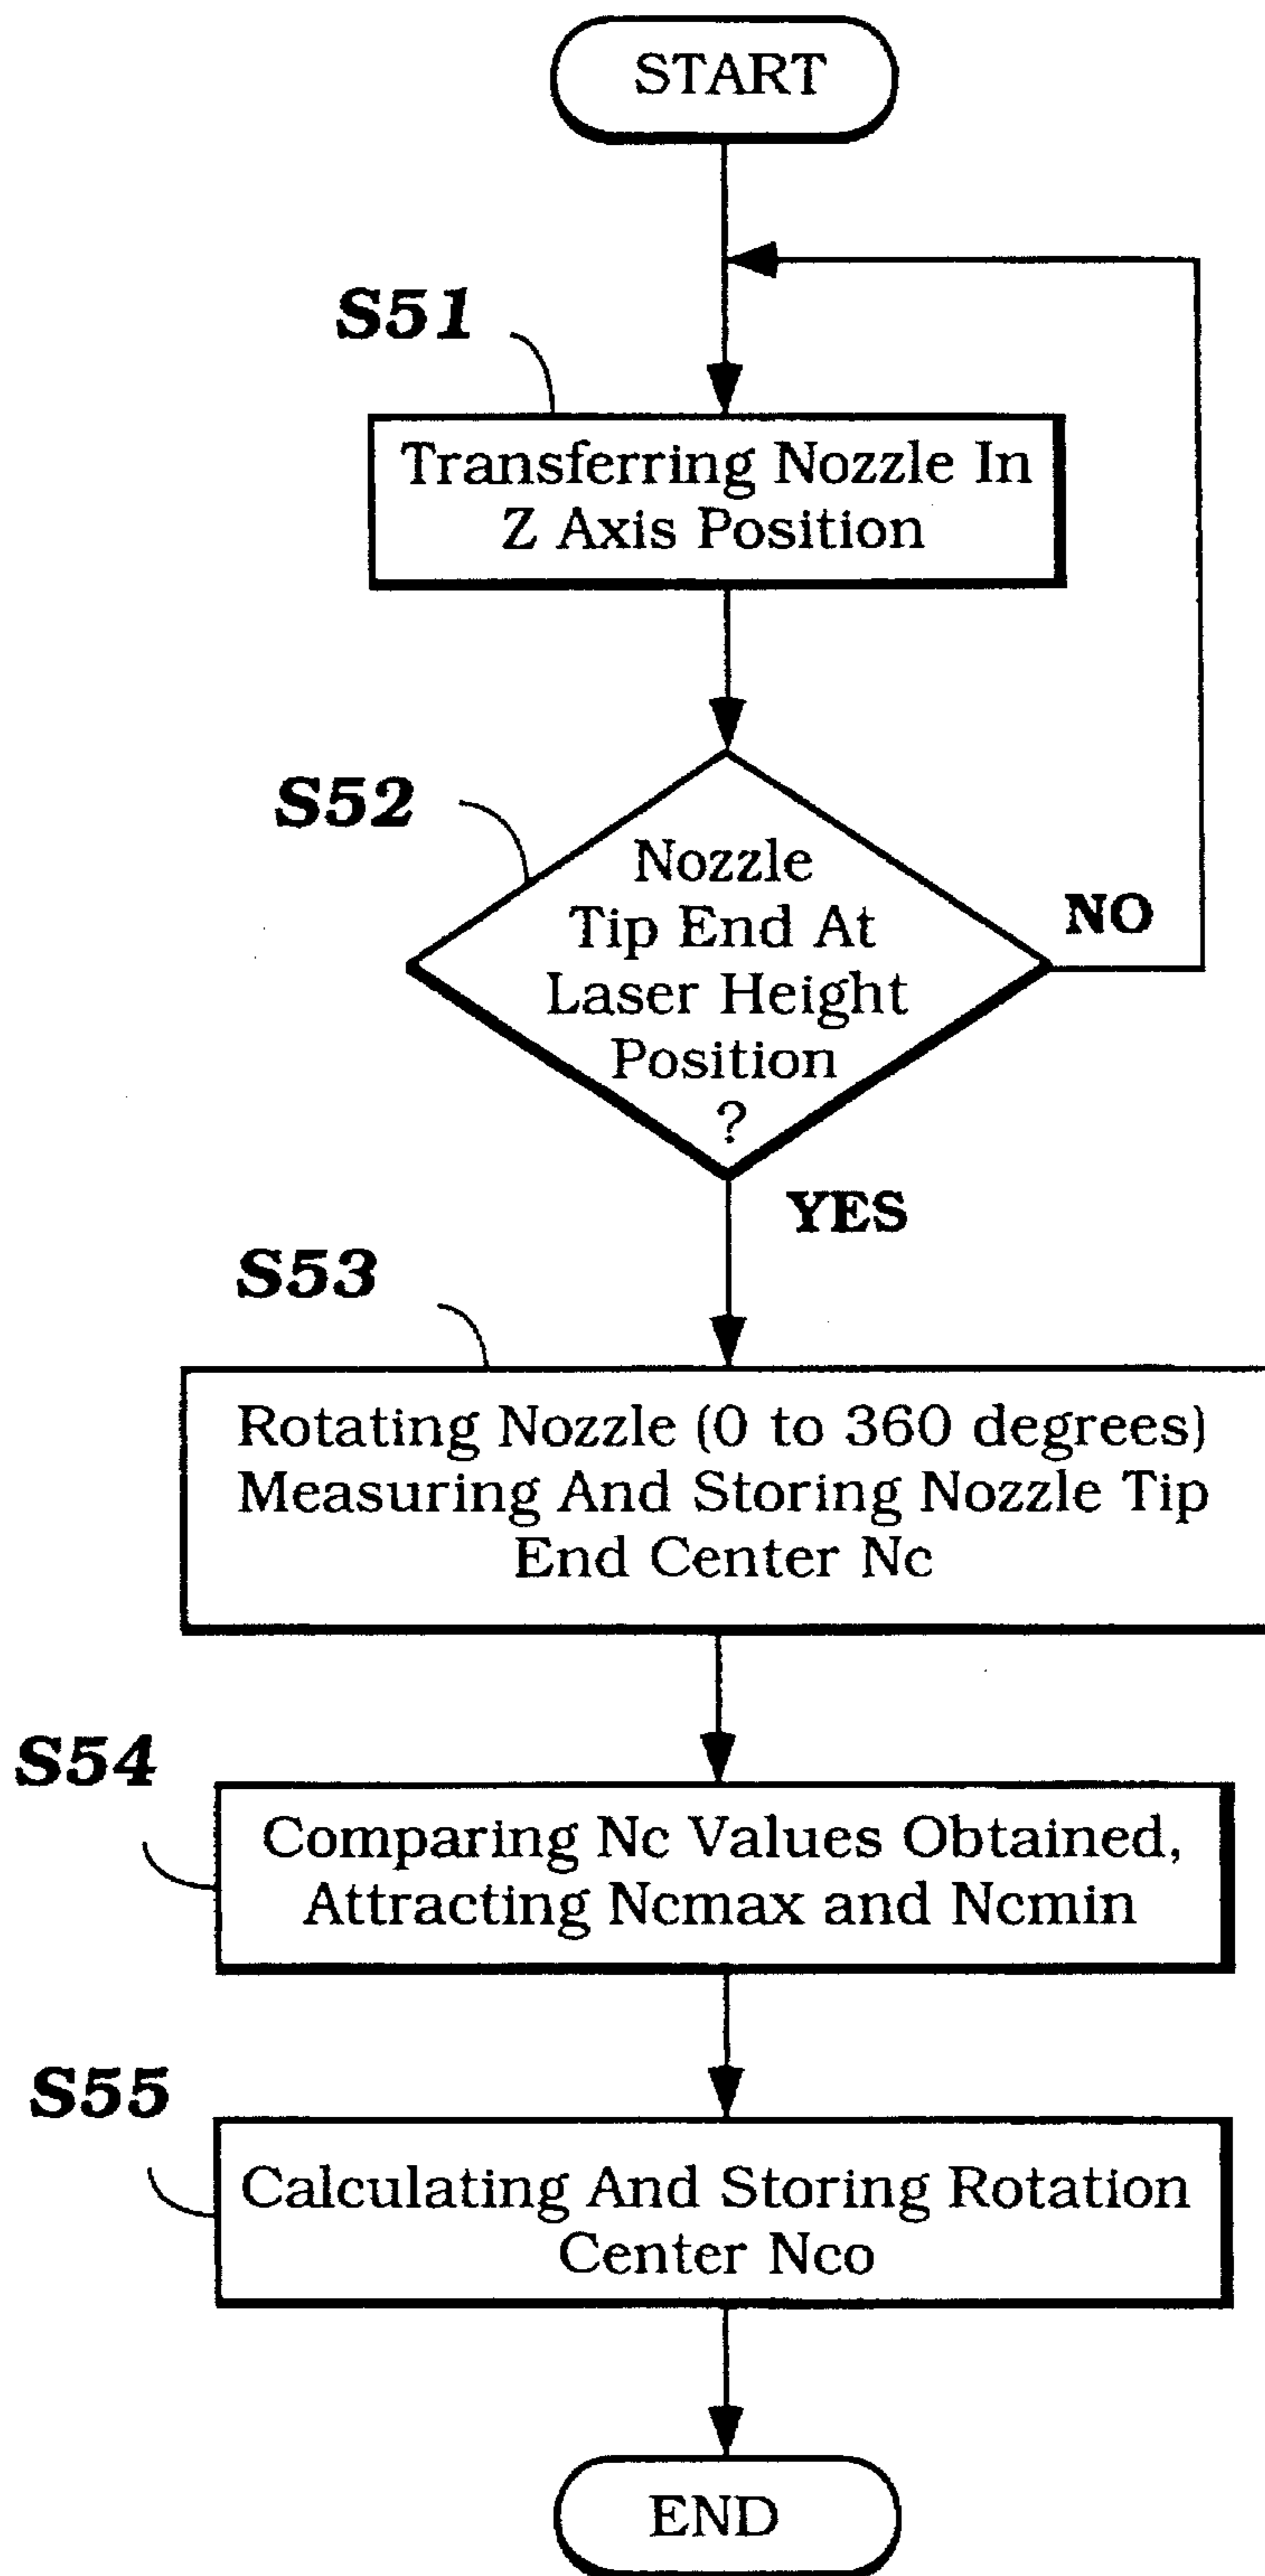 START
S51
Transferring Nozzle In
Z Axis Position
S52
Nozzle
Tip End At
Laser Height
Position
?
NO
YES
S53
Rotating Nozzle (0 to 360 degrees)
Measuring And Storing Nozzle Tip
End Center Nc
S54
Comparing Nc Values Obtained,
Attracting Ncmax and Ncmin
S55
Calculating And Storing Rotation
Center Nco
END